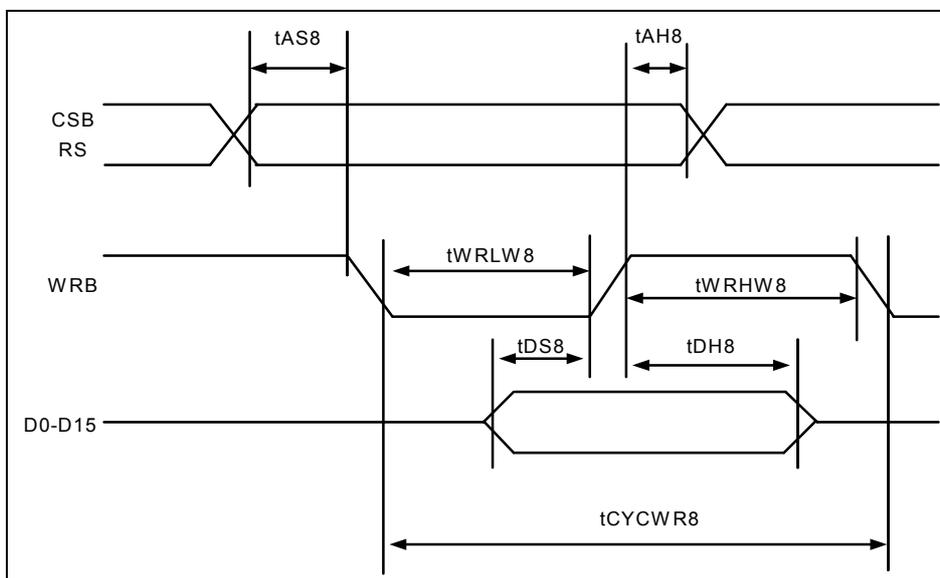 tAS8
tAH8
CSB
RS
WRB
tWRLW8
tWRHW8
tDS8
tDH8
D0-D15
tCYCWR8